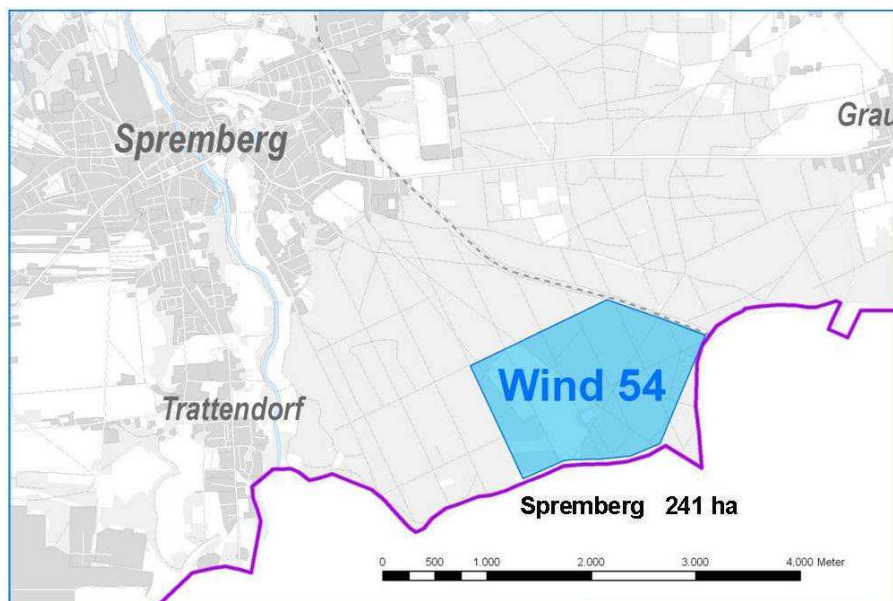 Spremberg
Grau
Trattendorf
Wind 54
Spremberg 241 ha
0 500 1.000 2.000 3.000 4.000 Meter